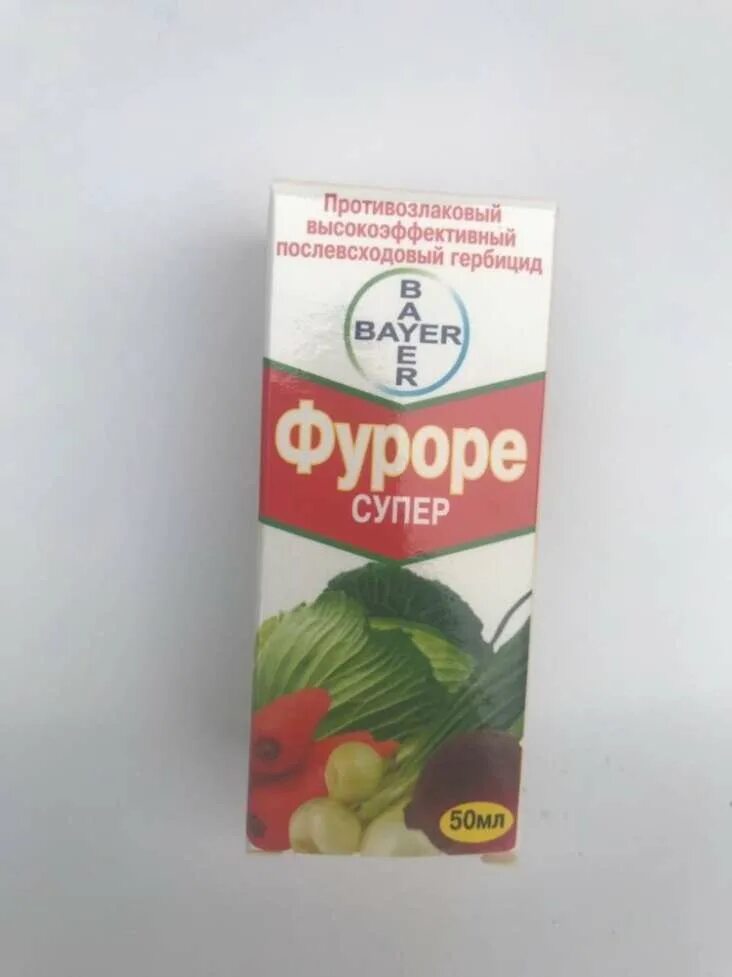 Противозлаковый
высокоэффективный
послевсходовый гербицид
BAYER
BAYER
Фуроре
СУПЕР
50мл